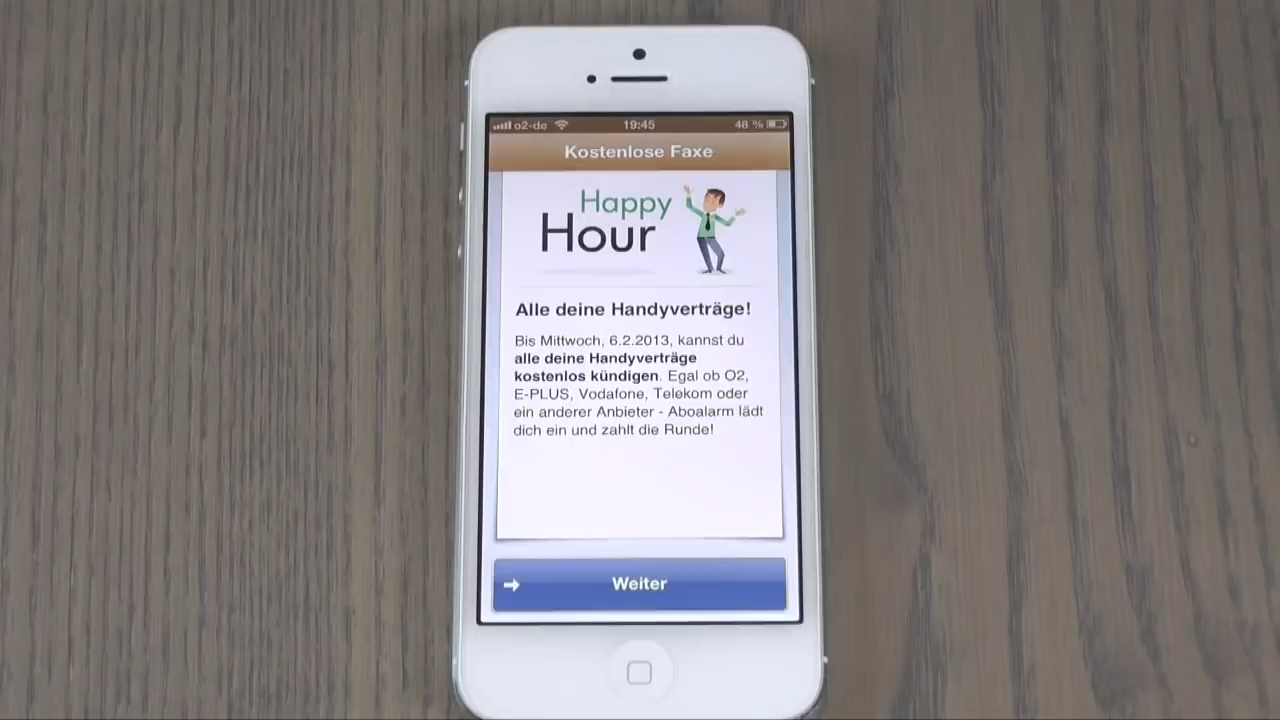 o2-de 19:45 48 %
Kostenlose Faxe
Happy
Hour
Alle deine Handyverträge!
Bis Mittwoch, 6.2.2013, kannst du
alle deine Handyverträge
kostenlos kündigen. Egal ob O2,
E-PLUS, Vodafone, Telekom oder
ein anderer Anbieter - Aboalarm lädt
dich ein und zahlt die Runde!
Weiter